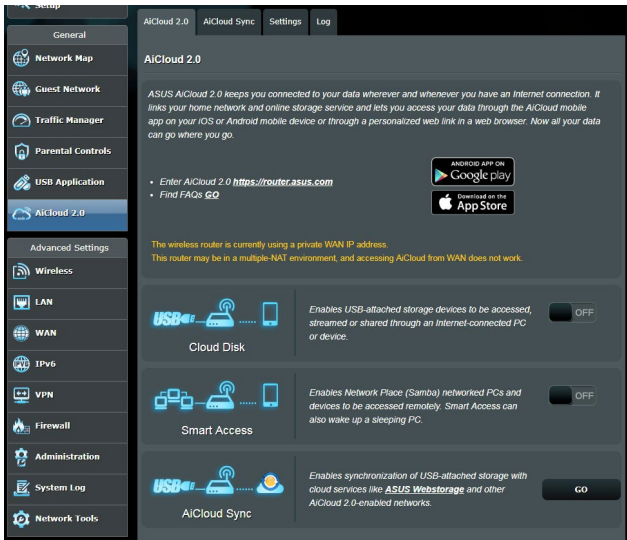 Setup
AiCloud 2.0
AiCloud Sync
Settings
Log
General
Network Map
Guest Network
Traffic Manager
Parental Controls
USB Application
AiCloud 2.0
Advanced Settings
Wireless
LAN
WAN
IPv6
VPN
Firewall
Administration
System Log
Network Tools
AiCloud 2.0
ASUS AiCloud 2.0 keeps you connected to your data wherever and whenever you have an Internet connection. It
links your home network and online storage service and lets you access your data through the AiCloud mobile
app on your iOS or Android mobile device or through a personalized web link in a web browser. Now all your data
can go where you go.
Enter AiCloud 2.0 https://router.asus.com
Find FAQs GO
ANDROID APP ON
Google play
Download on the
App Store
The wireless router is currently using a private WAN IP address.
This router may be in a multiple-NAT environment, and accessing AiCloud from WAN does not work.
USB
Cloud Disk
Enables USB-attached storage devices to be accessed,
streamed or shared through an Internet-connected PC
or device.
OFF
Smart Access
Enables Network Place (Samba) networked PCs and
devices to be accessed remotely. Smart Access can
also wake up a sleeping PC.
OFF
USB
AiCloud Sync
Enables synchronization of USB-attached storage with
cloud services like ASUS Webstorage and other
AiCloud 2.0-enabled networks.
GO